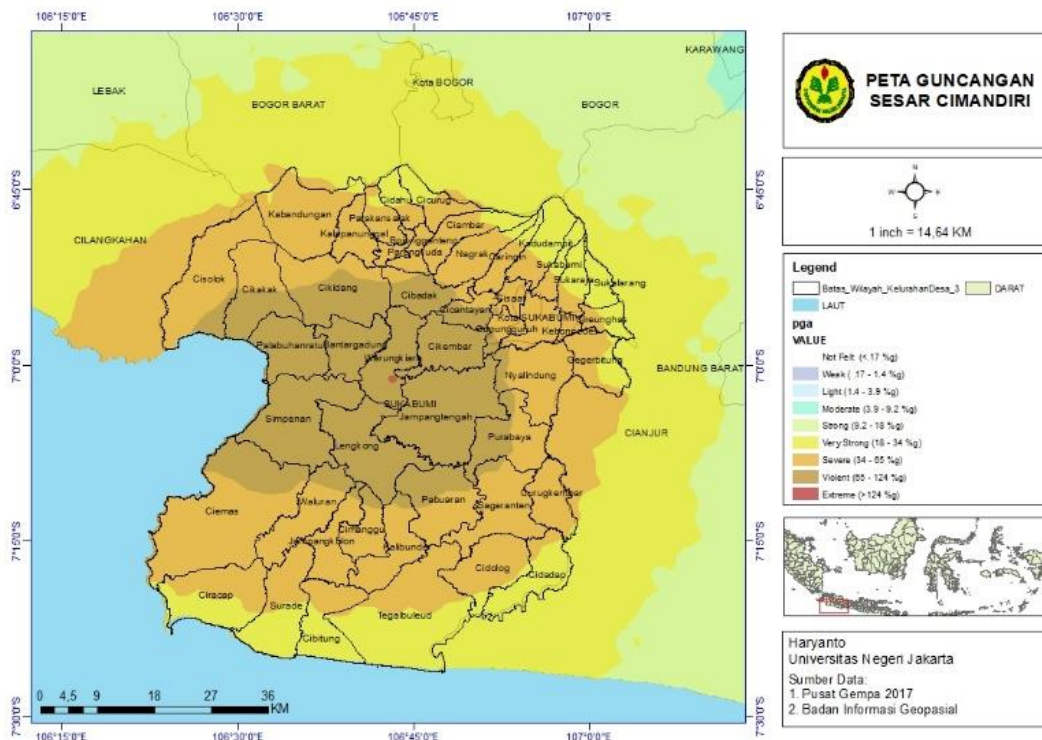 106°15'0"E 106°30'0"E 106°45'0"E 107°0'0"E
6°45'0"S 7°0'0"S 7°15'0"S 7°30'0"S
KARAWANG
LEBAK
Kota BOGOR
BOGOR BARAT
BOGOR
Cidahu Cicurug
Kabandungan
Parakansalak
Ciambar
Kalapanunggal
Parangkuda
Nagrak
Caringin
Kadudampit
CILANGKAHAN
Sukabumi
Sukaraja
Sukalarang
Cisolok
Cikakak
Cikidang
Cibadak
Cisaat
Cicantayan
Kota SUKABUMI
Gunungguruh
Kebonpedes
Palabuhanratu
Bantargadung
Cikembar
Warungkiara
Gegerbitung
Nyalindung
BANDUNG BARAT
SUKABUMI
Jampangtengah
Simpenan
CIANJUR
Purabaya
Lengkong
Pabuaran
Curugkembar
Ciemas
Waluran
Sagaranten
Cimanggu
Jampangkulon
Kalibunder
Cidolog
Cidadap
Ciracap
Surade
Tegalbuleud
Cibitung
0 4,5 9 18 27 36
KM
106°15'0"E 106°30'0"E 106°45'0"E 107°0'0"E
6°45'0"S 7°0'0"S 7°15'0"S 7°30'0"S
PETA GUNCANGAN
SESAR CIMANDIRI
N
W E
S
1 inch = 14,64 KM
Legend
Batas_Wilayah_KelurahanDesa_3 DARAT
LAUT
pga
VALUE
Not Felt (<.17 %g)
Weak (.17 - 1.4 %g)
Light (1.4 - 3.9 %g)
Moderate (3.9 - 9.2 %g)
Strong (9.2 - 18 %g)
Very Strong (18 - 34 %g)
Severe (34 - 65 %g)
Violent (65 - 124 %g)
Extreme (>124 %g)
Haryanto
Universitas Negeri Jakarta
Sumber Data:
1. Pusat Gempa 2017
2. Badan Informasi Geopasial